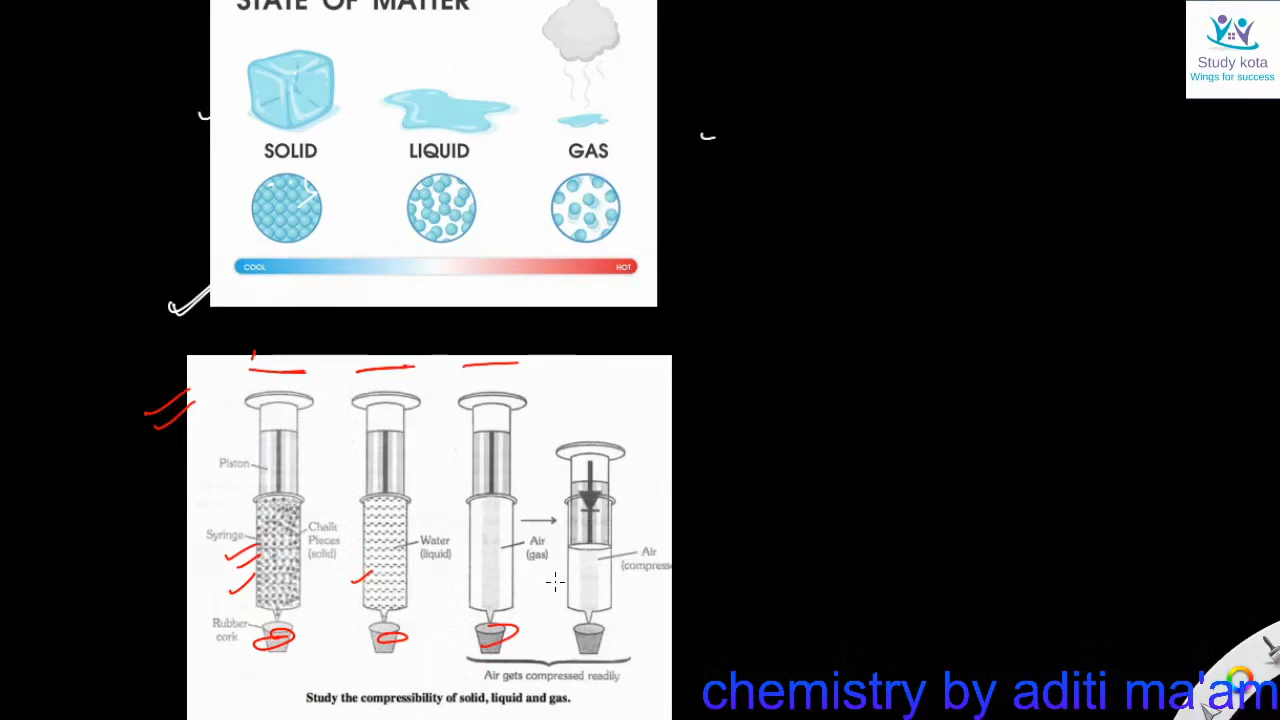 STATE OF MATTER
Study kota
Wings for success
SOLID LIQUID GAS
COOL HOT
Piston
Syringe
Chalk
Pieces
(solid)
Water
(liquid)
Air
(gas)
Air
(compresse
Rubber
cork
Air gets compressed readily
Study the compressibility of solid, liquid and gas.
chemistry by aditi ma'am